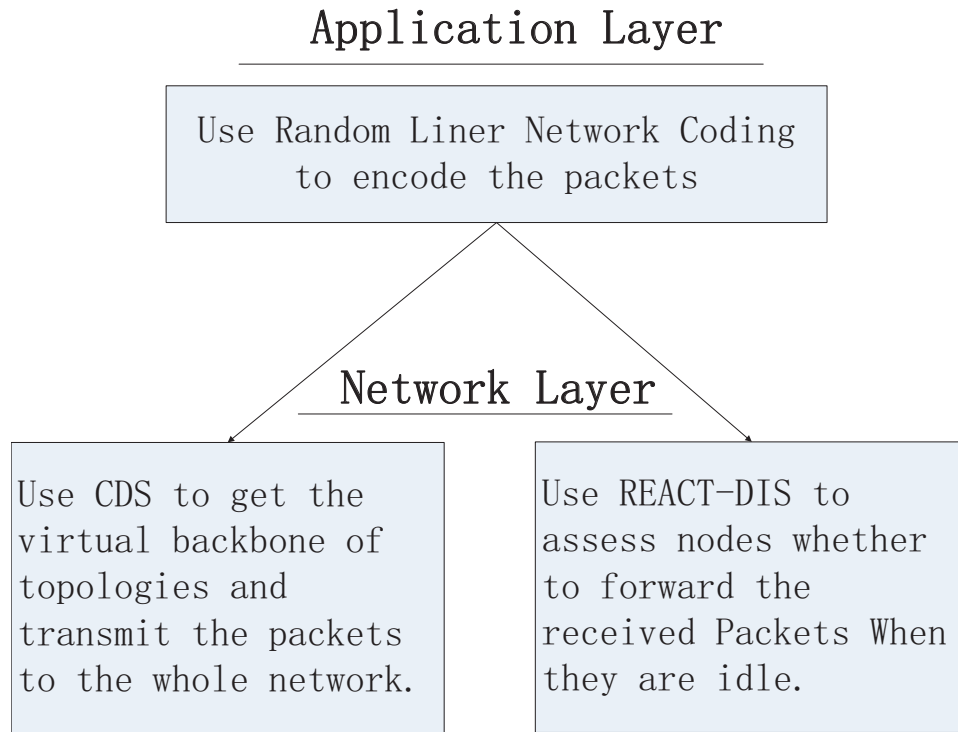 Application Layer
Use Random Liner Network Coding
to encode the packets
Network Layer
Use CDS to get the
virtual backbone of
topologies and
transmit the packets
to the whole network.
Use REACT-DIS to
assess nodes whether
to forward the
received Packets When
they are idle.